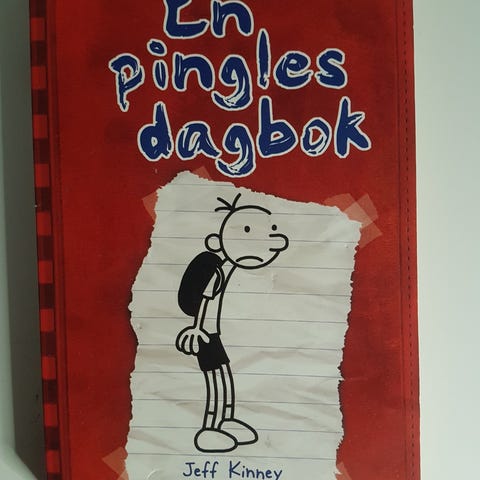 En
pingles
dagbok
Jeff Kinney